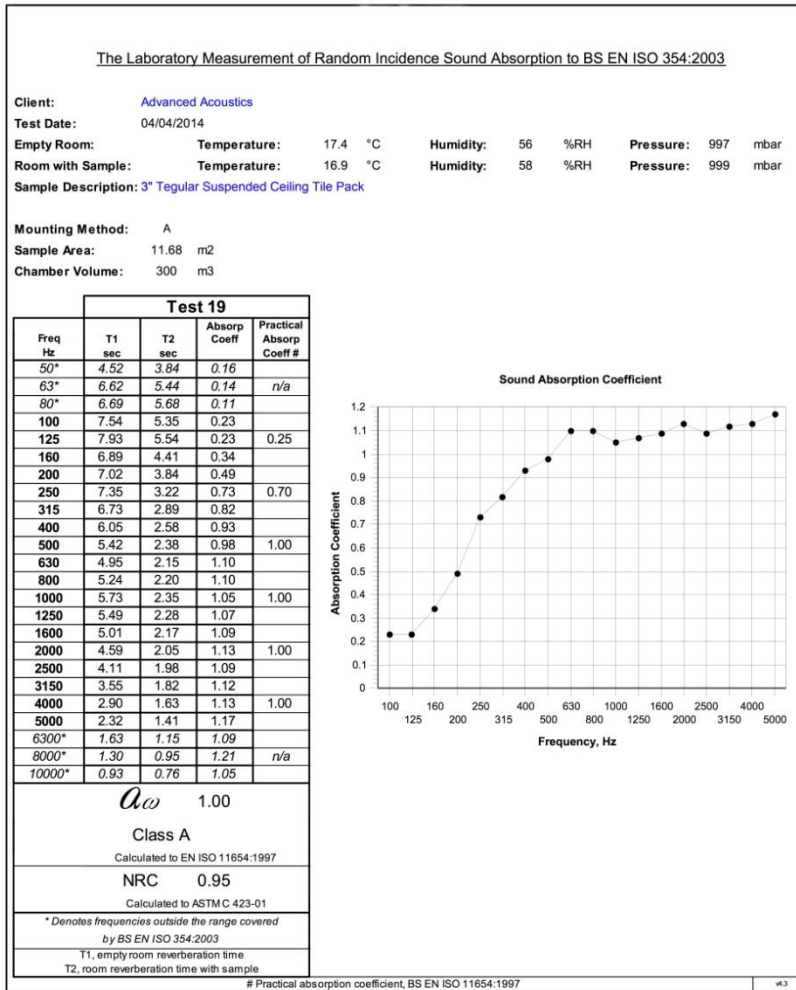 The Laboratory Measurement of Random Incidence Sound Absorption to BS EN ISO 354:2003
Client: Advanced Acoustics
Test Date: 04/04/2014
Empty Room: Temperature: 17.4 °C Humidity: 56 %RH Pressure: 997 mbar
Room with Sample: Temperature: 16.9 °C Humidity: 58 %RH Pressure: 999 mbar
Sample Description: 3" Tegular Suspended Ceiling Tile Pack
Mounting Method: A
Sample Area: 11.68 m2
Chamber Volume: 300 m3
Test 19
Freq Hz T1 sec T2 sec Absorp Coeff Practical Absorp Coeff #
50* 4.52 3.84 0.16
63* 6.62 5.44 0.14 n/a
80* 6.69 5.68 0.11
100 7.54 5.35 0.23
125 7.93 5.54 0.23 0.25
160 6.89 4.41 0.34
200 7.02 3.84 0.49
250 7.35 3.22 0.73 0.70
315 6.73 2.89 0.82
400 6.05 2.58 0.93
500 5.42 2.38 0.98 1.00
630 4.95 2.15 1.10
800 5.24 2.20 1.10
1000 5.73 2.35 1.05 1.00
1250 5.49 2.28 1.07
1600 5.01 2.17 1.09
2000 4.59 2.05 1.13 1.00
2500 4.11 1.98 1.09
3150 3.55 1.82 1.12
4000 2.90 1.63 1.13 1.00
5000 2.32 1.41 1.17
6300* 1.63 1.15 1.09
8000* 1.30 0.95 1.21 n/a
10000* 0.93 0.76 1.05
aω 1.00
Class A
Calculated to EN ISO 11654:1997
NRC 0.95
Calculated to ASTM C 423-01
* Denotes frequencies outside the range covered
by BS EN ISO 354:2003
T1, empty room reverberation time
T2, room reverberation time with sample
Sound Absorption Coefficient
Absorption Coefficient
1.2
1.1
1
0.9
0.8
0.7
0.6
0.5
0.4
0.3
0.2
0.1
0
100 160 250 400 630 1000 1600 2500 4000
125 200 315 500 800 1250 2000 3150 5000
Frequency, Hz
# Practical absorption coefficient, BS EN ISO 11654:1997
v4.3